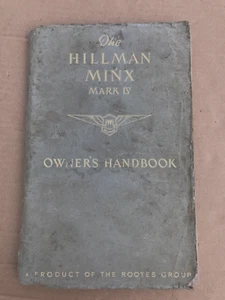 The
HILLMAN
MINX
MARK IV
OWNER'S HANDBOOK
A PRODUCT OF THE ROOTES GROUP